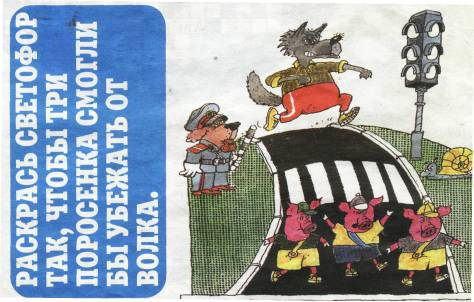 РАСКРАСЬ СВЕТОФОР
ТАК, ЧТОБЫ ТРИ
ПОРОСЕНКА СМОГЛИ
БЫ УБЕЖАТЬ ОТ
ВОЛКА.